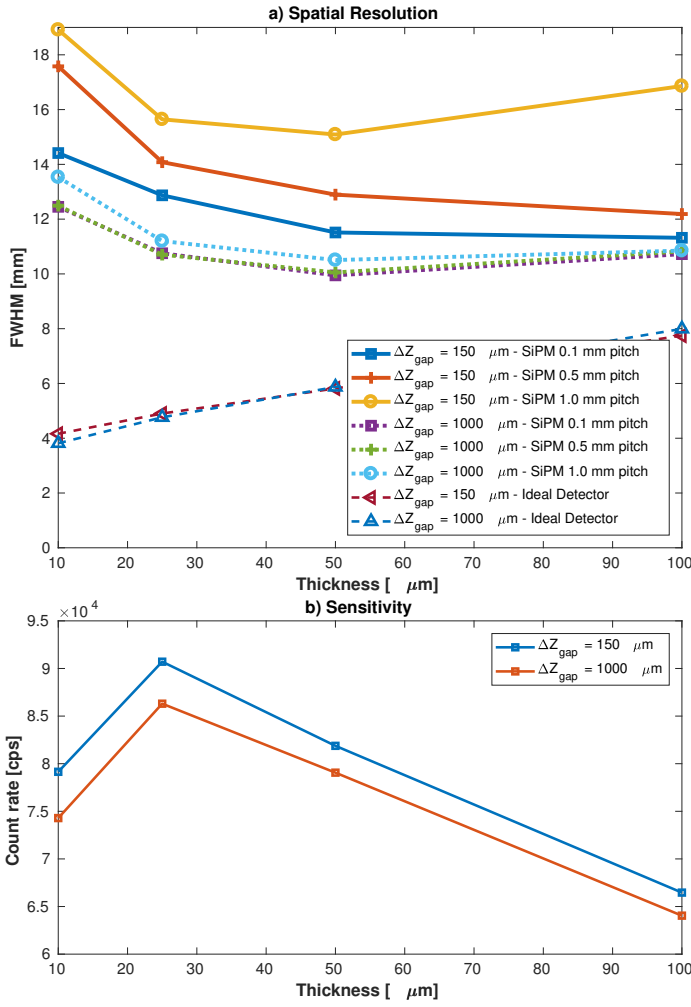 a) Spatial Resolution
FWHM [mm]
0
2
4
6
8
10
12
14
16
18
10
20
30
40
50
60
70
80
90
100
Thickness [ μm]
ΔZgap = 150 μm - SiPM 0.1 mm pitch
ΔZgap = 150 μm - SiPM 0.5 mm pitch
ΔZgap = 150 μm - SiPM 1.0 mm pitch
ΔZgap = 1000 μm - SiPM 0.1 mm pitch
ΔZgap = 1000 μm - SiPM 0.5 mm pitch
ΔZgap = 1000 μm - SiPM 1.0 mm pitch
ΔZgap = 150 μm - Ideal Detector
ΔZgap = 1000 μm - Ideal Detector
b) Sensitivity
×10^4
Count rate [cps]
6
6.5
7
7.5
8
8.5
9
9.5
10
20
30
40
50
60
70
80
90
100
Thickness [ μm]
ΔZgap = 150 μm
ΔZgap = 1000 μm